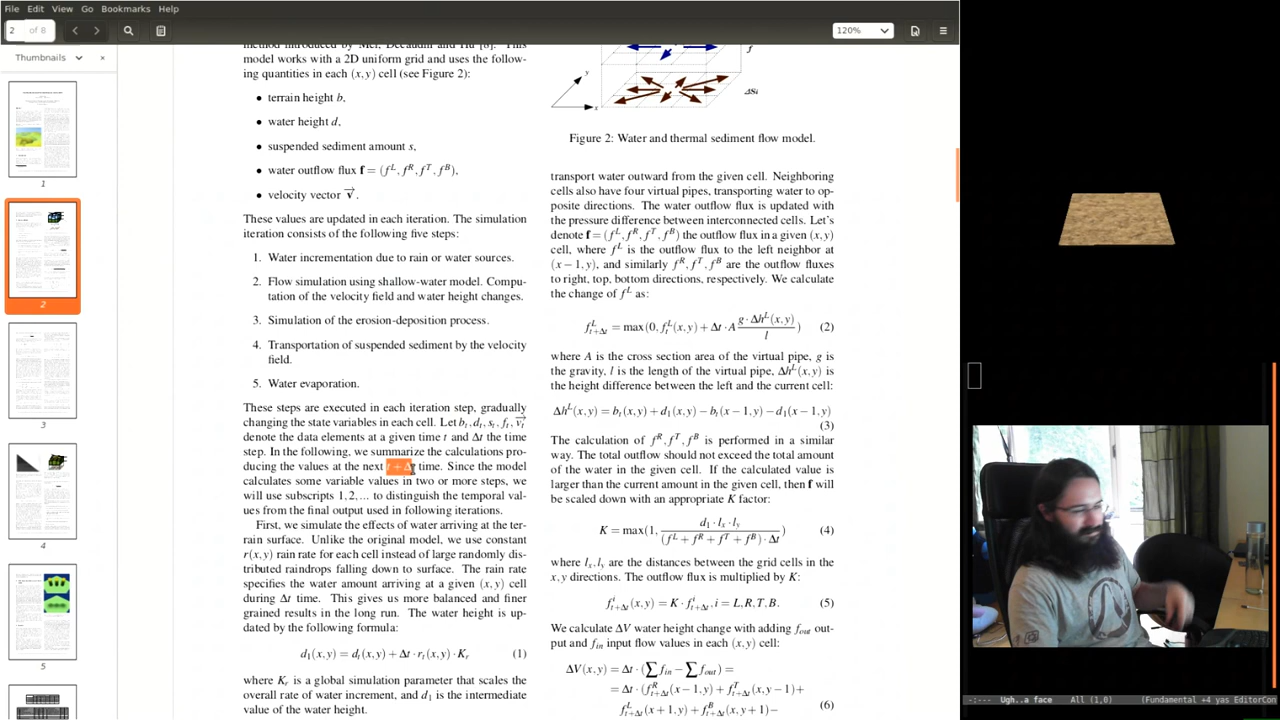 File Edit View Go Bookmarks Help
2 of 8
120%
Thumbnails
1
2
3
4
5
method introduced by Mei, Decaudin and Hu [8]. This
model works with a 2D uniform grid and uses the follow-
ing quantities in each (x,y) cell (see Figure 2):
• terrain height b,
• water height d,
• suspended sediment amount s,
• water outflow flux f = (f^L, f^R, f^T, f^B),
• velocity vector v⃗.
These values are updated in each iteration. The simulation
iteration consists of the following five steps:
1. Water incrementation due to rain or water sources.
2. Flow simulation using shallow-water model. Compu-
tation of the velocity field and water height changes.
3. Simulation of the erosion-deposition process.
4. Transportation of suspended sediment by the velocity
field.
5. Water evaporation.
These steps are executed in each iteration step, gradually
changing the state variables in each cell. Let b_t, d_t, s_t, f_t, v⃗_t
denote the data elements at a given time t and Δt the time
step. In the following, we summarize the calculations pro-
ducing the values at the next t + Δt time. Since the model
calculates some variable values in two or more steps, we
will use subscripts 1,2,... to distinguish the temporal val-
ues from the final output used in following iterations.
First, we simulate the effects of water arriving at the ter-
rain surface. Unlike the original model, we use constant
r(x,y) rain rate for each cell instead of large randomly dis-
tributed raindrops falling down to surface. The rain rate
specifies the water amount arriving at a given (x,y) cell
during Δt time. This gives us more balanced and finer
grained results in the long run. The water height is up-
dated by the following formula:
d_1(x,y) = d_t(x,y) + Δt · r_t(x,y) · K_r (1)
where K_r is a global simulation parameter that scales the
overall rate of water increment, and d_1 is the intermediate
value of the water height.
f
y
x
ΔSi
Figure 2: Water and thermal sediment flow model.
transport water outward from the given cell. Neighboring
cells also have four virtual pipes, transporting water to op-
posite directions. The water outflow flux is updated with
the pressure difference between interconnected cells. Let's
denote f = (f^L, f^R, f^T, f^B) the outflow flux in a given (x,y)
cell, where f^L is the outflow flux to the left neighbor at
(x−1,y), and similarly f^R, f^T, f^B are the outflow fluxes
to right, top, bottom directions, respectively. We calculate
the change of f^L as:
f^L_{t+Δt} = max(0, f^L_t(x,y) + Δt · A g · Δh^L(x,y) / l) (2)
where A is the cross section area of the virtual pipe, g is
the gravity, l is the length of the virtual pipe, Δh^L(x,y) is
the height difference between the left and the current cell:
Δh^L(x,y) = b_t(x,y) + d_1(x,y) − b_t(x−1,y) − d_1(x−1,y)
(3)
The calculation of f^R, f^T, f^B is performed in a similar
way. The total outflow should not exceed the total amount
of the water in the given cell. If the calculated value is
larger than the current amount in the given cell, then f will
be scaled down with an appropriate K factor:
K = max(1, d_1 · l_x · l_y / (f^L + f^R + f^T + f^B) · Δt) (4)
where l_x, l_y are the distances between the grid cells in the
x,y directions. The outflow flux is multiplied by K:
f^i_{t+Δt}(x,y) = K · f^i_{t+Δt}, i = L,R,T,B. (5)
We calculate ΔV water height change with adding f_out out-
put and f_in input flow values in each (x,y) cell:
ΔV(x,y) = Δt · (∑ f_in − ∑ f_out) =
= Δt · (f^R_{t+Δt}(x−1,y) + f^T_{t+Δt}(x,y−1) +
f^L_{t+Δt}(x+1,y) + f^B_{t+Δt}(x,y+1) −
(6)
-:--- Ugh..a face All (1,0) (Fundamental +4 yas EditorCon